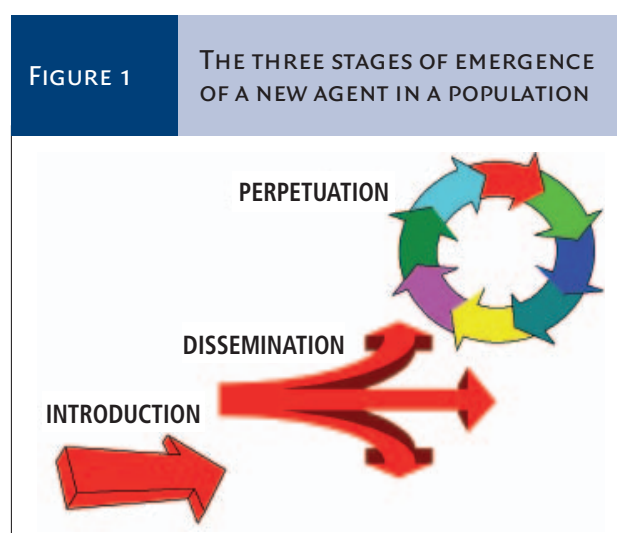 FIGURE 1
THE THREE STAGES OF EMERGENCE
OF A NEW AGENT IN A POPULATION
PERPETUATION
DISSEMINATION
INTRODUCTION